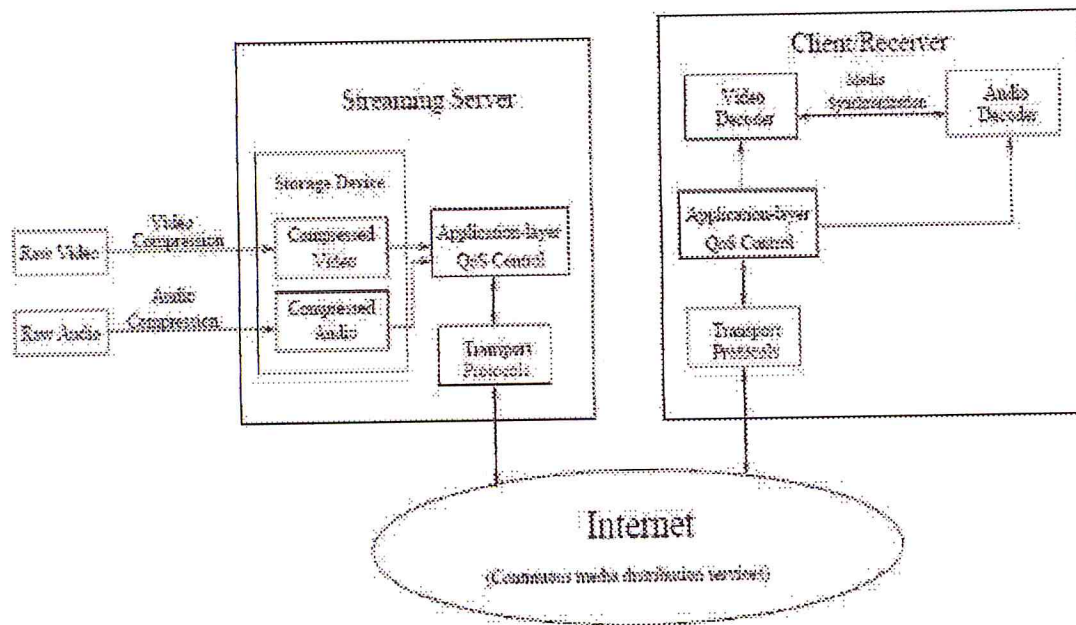 Streaming Server
Storage Device
Raw Video
Video
Compression
Compressed
Video
Application-layer
QoS Control
Raw Audio
Audio
Compression
Compressed
Audio
Transport
Protocols
Client/Recerver
Video
Decoder
Media
Synchronization
Audio
Decoder
Application-layer
QoS Control
Transport
Protocols
Internet
(Continuous media distribution services)